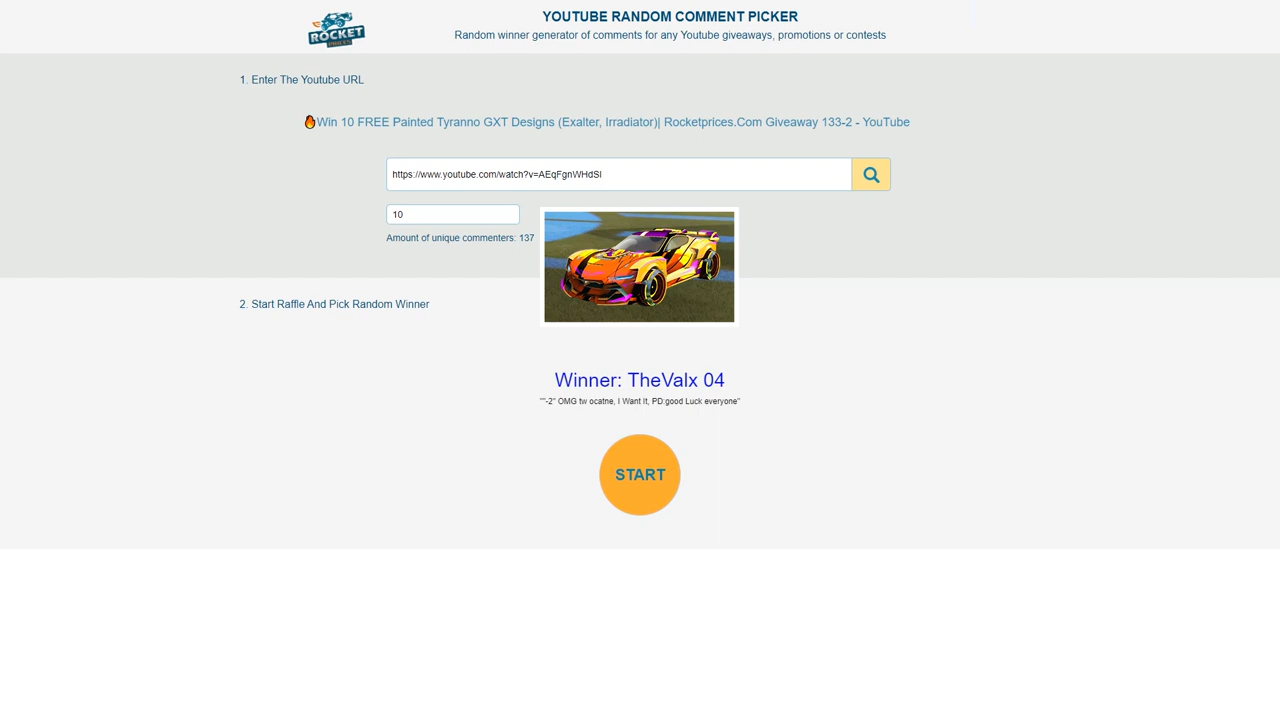 ROCKET
PRICES
YOUTUBE RANDOM COMMENT PICKER
Random winner generator of comments for any Youtube giveaways, promotions or contests
1. Enter The Youtube URL
🔥Win 10 FREE Painted Tyranno GXT Designs (Exalter, Irradiator)| Rocketprices.Com Giveaway 133-2 - YouTube
https://www.youtube.com/watch?v=AEqFgnWHdSI
10
Amount of unique commenters: 137
2. Start Raffle And Pick Random Winner
Winner: TheValx 04
""-2" OMG tw ocatne, I Want It, PD:good Luck everyone"
START